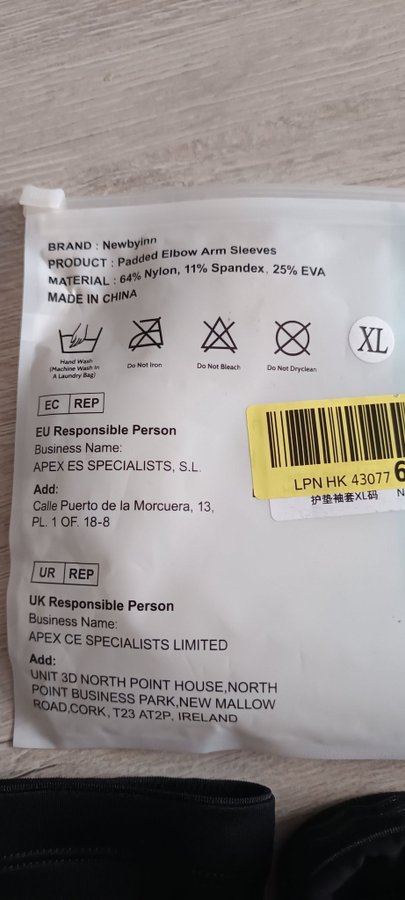 BRAND : Newbyinn
PRODUCT : Padded Elbow Arm Sleeves
MATERIAL : 64% Nylon, 11% Spandex, 25% EVA
MADE IN CHINA
Hand Wash
(Machine Wash In
A Laundry Bag)
Do Not Iron
Do Not Bleach
Do Not Dryclean
XL
EC REP
EU Responsible Person
Business Name:
APEX ES SPECIALISTS, S.L.
Add:
Calle Puerto de la Morcuera, 13,
PL. 1 OF. 18-8
LPN HK 43077 6
护垫袖套XL码 N
UR REP
UK Responsible Person
Business Name:
APEX CE SPECIALISTS LIMITED
Add:
UNIT 3D NORTH POINT HOUSE,NORTH
POINT BUSINESS PARK,NEW MALLOW
ROAD,CORK, T23 AT2P, IRELAND